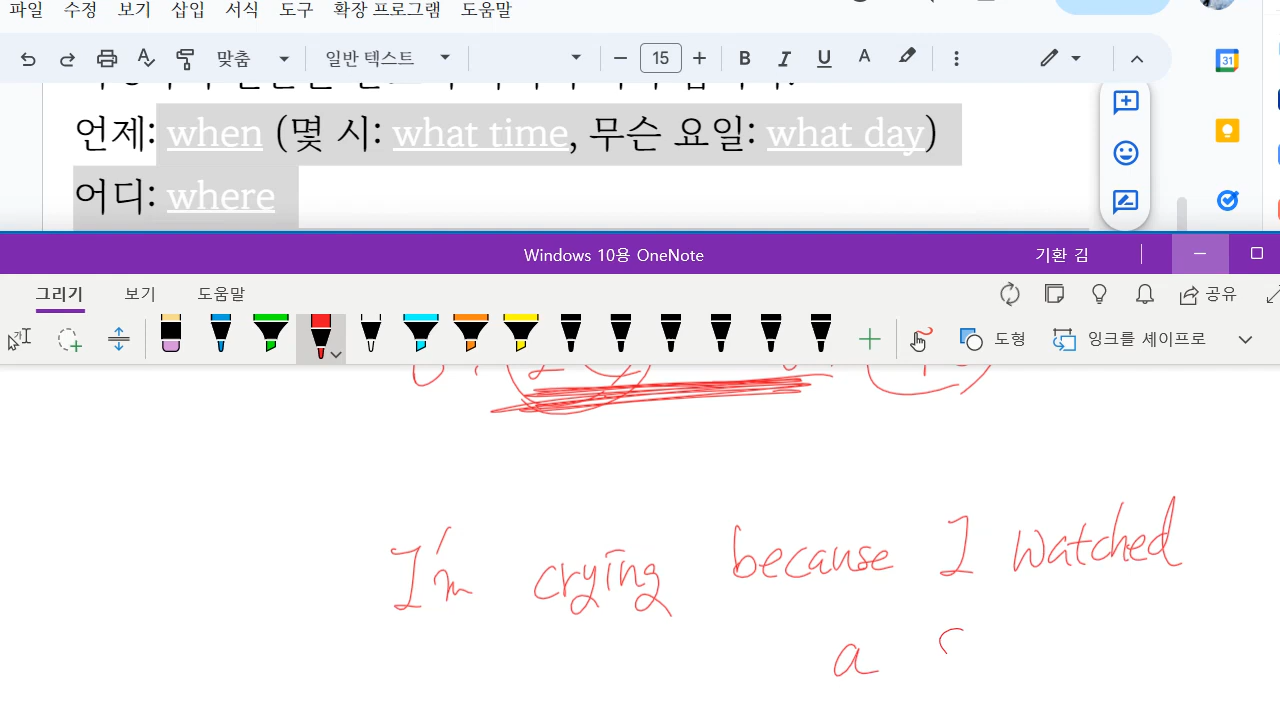 파일 수정 보기 삽입 서식 도구 확장 프로그램 도움말
맞춤 일반 텍스트 15 B I U A
언제: when (몇 시: what time, 무슨 요일: what day)
어디: where
31
Windows 10용 OneNote 기환 김
그리기 보기 도움말 공유
가 도형 잉크를 셰이프로
I'm crying because I watched
a